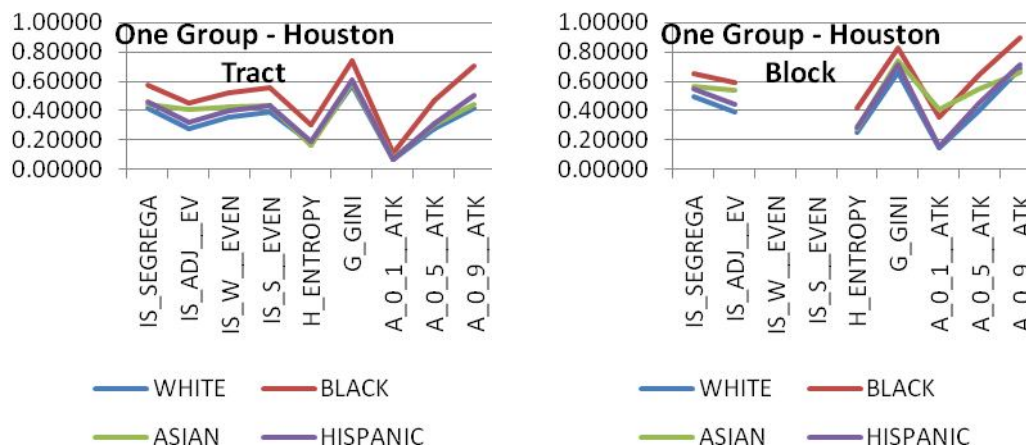 One Group - Houston
Tract
1.00000
0.80000
0.60000
0.40000
0.20000
0.00000
IS_SEGREGA
IS_ADJ__EV
IS_W__EVEN
IS_S__EVEN
H_ENTROPY
G_GINI
A_0_1__ATK
A_0_5__ATK
A_0_9__ATK
WHITE
BLACK
ASIAN
HISPANIC
One Group - Houston
Block
1.00000
0.80000
0.60000
0.40000
0.20000
0.00000
IS_SEGREGA
IS_ADJ__EV
IS_W__EVEN
IS_S__EVEN
H_ENTROPY
G_GINI
A_0_1__ATK
A_0_5__ATK
A_0_9__ATK
WHITE
BLACK
ASIAN
HISPANIC